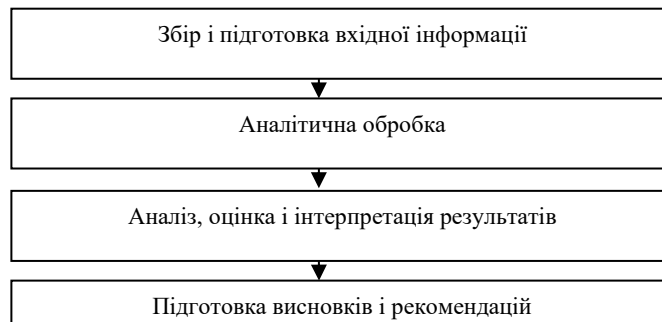 Збір і підготовка вхідної інформації
Аналітична обробка
Аналіз, оцінка і інтерпретація результатів
Підготовка висновків і рекомендацій